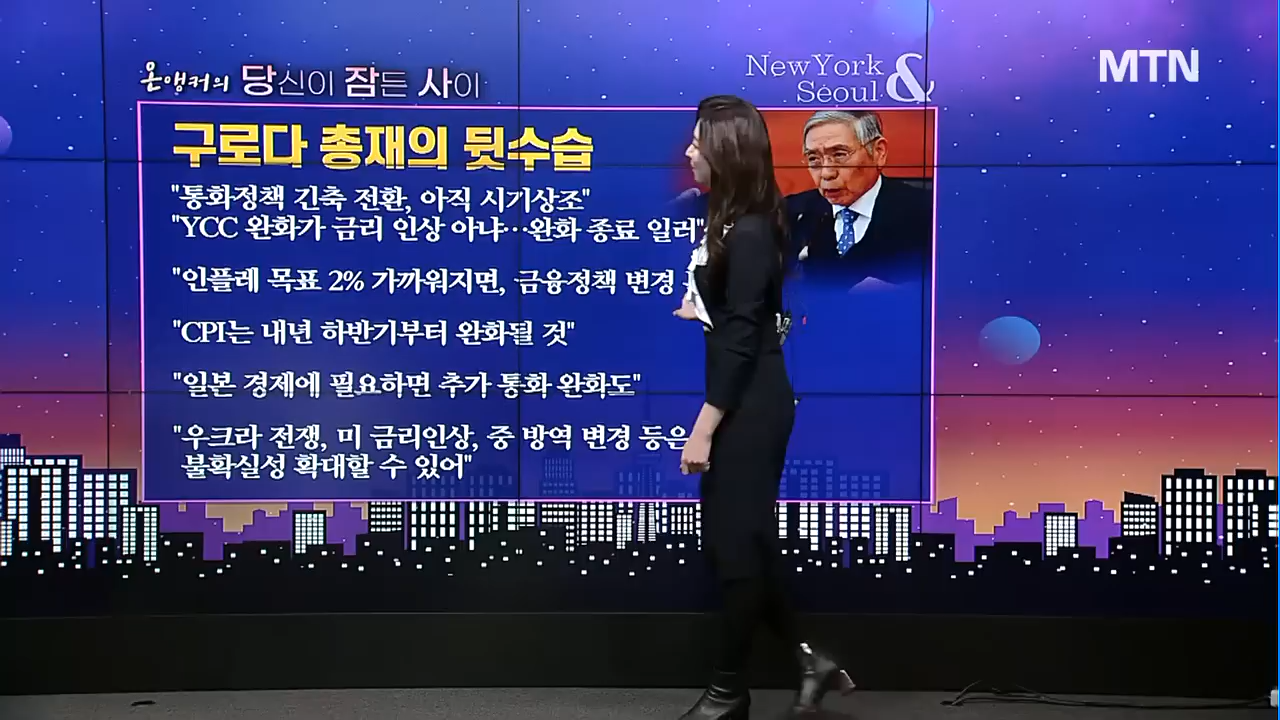 온앵커의 당신이 잠든 사이
NewYork & Seoul
MTN
구로다 총재의 뒷수습
"통화정책 긴축 전환, 아직 시기상조"
"YCC 완화가 금리 인상 아냐…완화 종료 일러"
"인플레 목표 2% 가까워지면, 금융정책 변경
"CPI는 내년 하반기부터 완화될 것"
"일본 경제에 필요하면 추가 통화 완화도"
"우크라 전쟁, 미 금리인상, 중 방역 변경 등은
불확실성 확대할 수 있어"